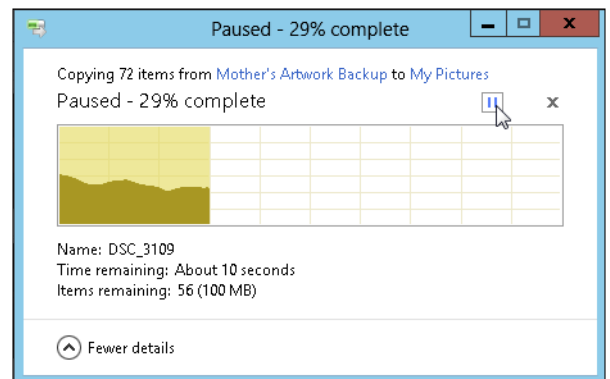 Paused - 29% complete
Copying 72 items from Mother's Artwork Backup to My Pictures
Paused - 29% complete
Name: DSC_3109
Time remaining: About 10 seconds
Items remaining: 56 (100 MB)
Fewer details